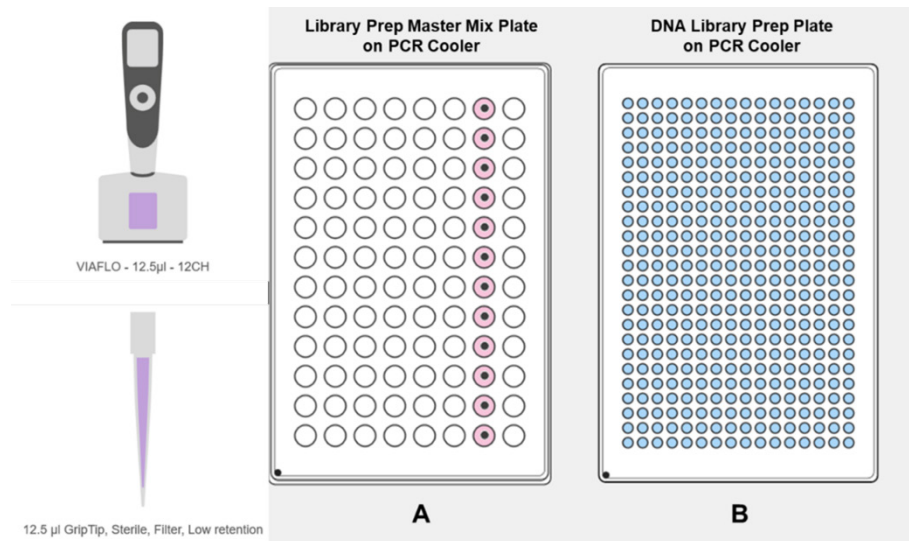 Library Prep Master Mix Plate
on PCR Cooler
DNA Library Prep Plate
on PCR Cooler
VIAFLO - 12.5µl - 12CH
12.5 µl GripTip, Sterile, Filter, Low retention
A
B